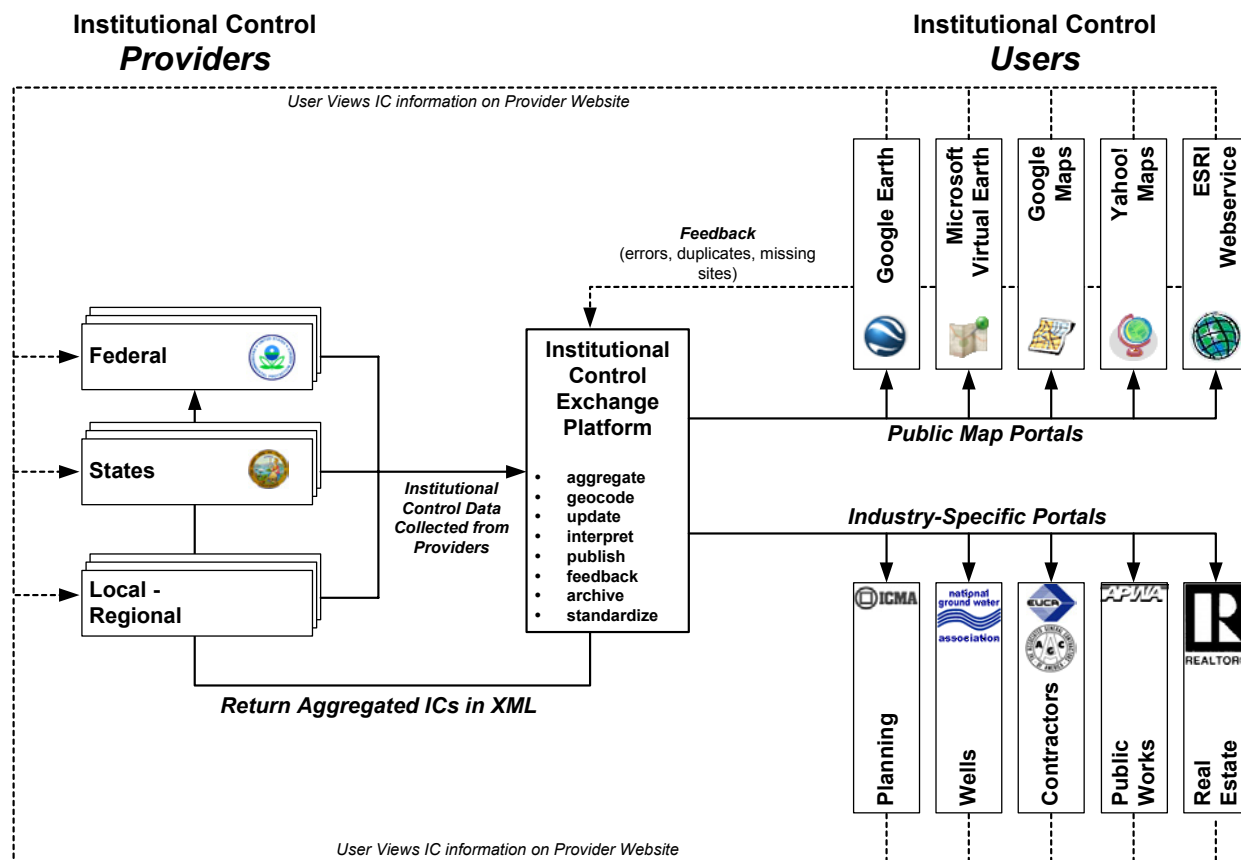 Institutional Control
Providers
Institutional Control
Users
User Views IC information on Provider Website
Google Earth
Microsoft
Virtual Earth
Google
Maps
Yahoo!
Maps
ESRI
Webservice
Feedback
(errors, duplicates, missing
sites)
Federal
States
Local -
Regional
Institutional
Control Data
Collected from
Providers
Institutional
Control
Exchange
Platform
• aggregate
• geocode
• update
• interpret
• publish
• feedback
• archive
• standardize
Public Map Portals
Industry-Specific Portals
ICMA
Planning
national
ground water
association
Wells
EUCA
AGC
Contractors
APWA
Public
Works
R
REALTOR®
Real
Estate
Return Aggregated ICs in XML
User Views IC information on Provider Website